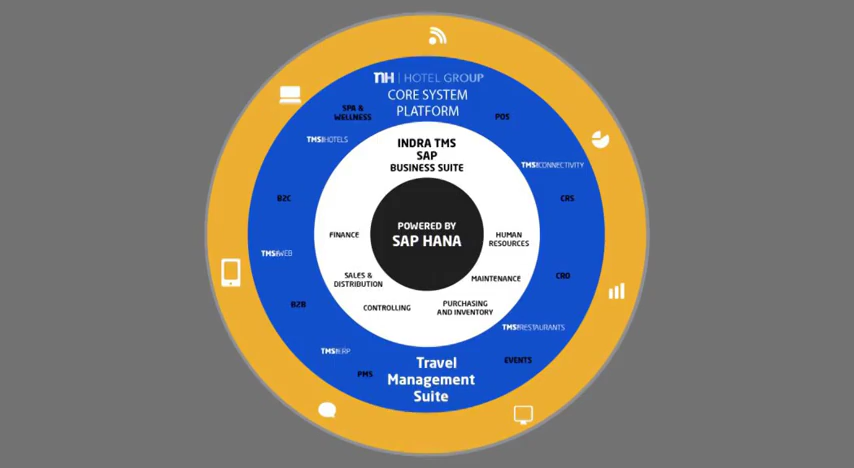 nH | HOTEL GROUP
CORE SYSTEM
PLATFORM
SPA &
WELLNESS
POS
TMS HOTELS
TMS CONNECTIVITY
B2C
CRS
TMS WEB
CRO
B2B
TMS RESTAURANTS
TMS ERP
EVENTS
PMS
Travel
Management
Suite
INDRA TMS
SAP
BUSINESS SUITE
FINANCE
HUMAN
RESOURCES
SALES &
DISTRIBUTION
MAINTENANCE
CONTROLLING
PURCHASING
AND INVENTORY
POWERED BY
SAP HANA